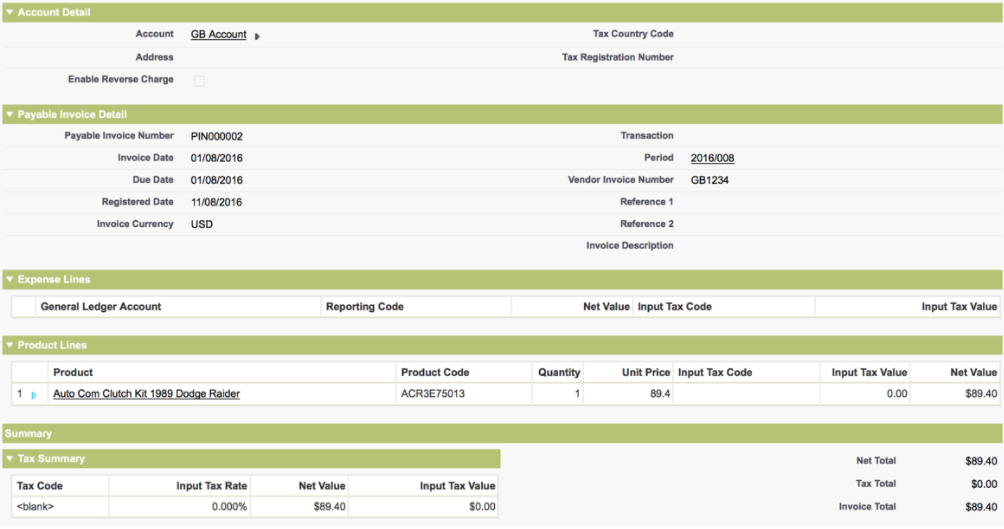 Account Detail
Account GB Account Tax Country Code
Address Tax Registration Number
Enable Reverse Charge
Payable Invoice Detail
Payable Invoice Number PIN000002 Transaction
Invoice Date 01/08/2016 Period 2016/008
Due Date 01/08/2016 Vendor Invoice Number GB1234
Registered Date 11/08/2016 Reference 1
Invoice Currency USD Reference 2
Invoice Description
Expense Lines
General Ledger Account Reporting Code Net Value Input Tax Code Input Tax Value
Product Lines
Product Product Code Quantity Unit Price Input Tax Code Input Tax Value Net Value
1 Auto Com Clutch Kit 1989 Dodge Raider ACR3E75013 1 89.4 0.00 $89.40
Summary
Tax Summary
Net Total $89.40
Tax Code Input Tax Rate Net Value Input Tax Value
Tax Total $0.00
<blank> 0.000% $89.40 $0.00
Invoice Total $89.40